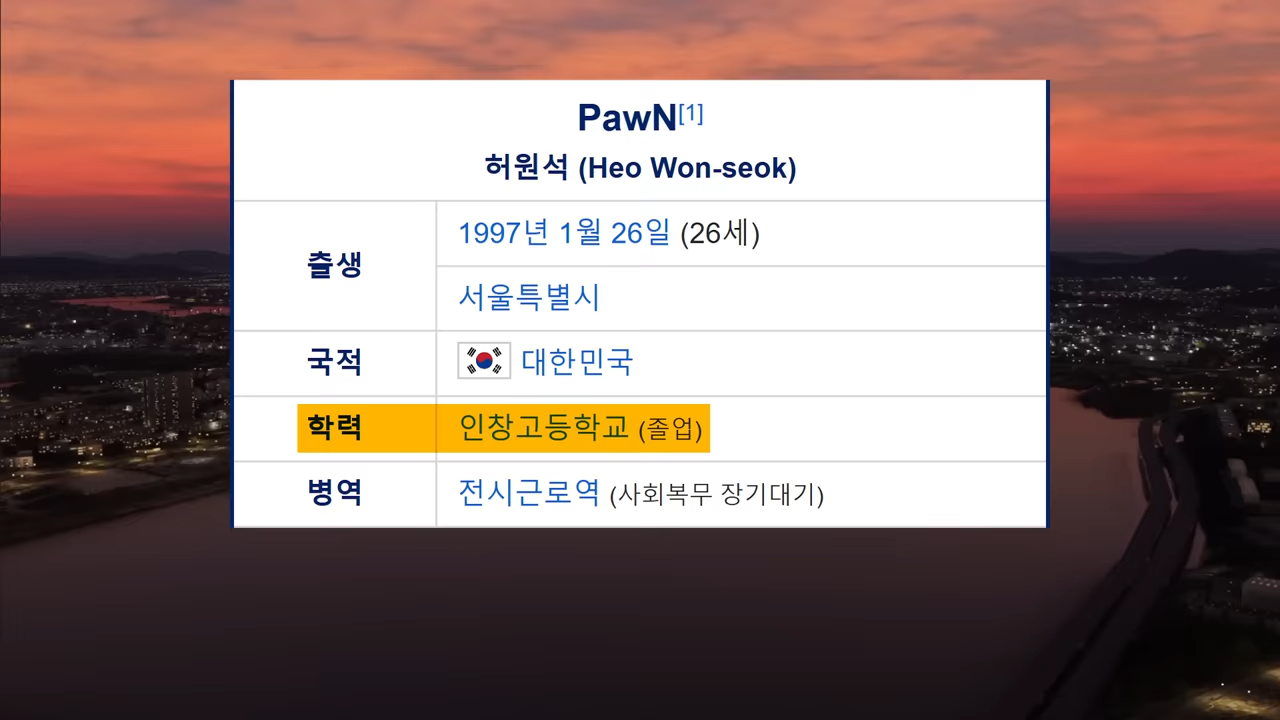 PawN[1]
허원석 (Heo Won-seok)
출생
1997년 1월 26일 (26세)
서울특별시
국적
대한민국
학력
인창고등학교 (졸업)
병역
전시근로역 (사회복무 장기대기)